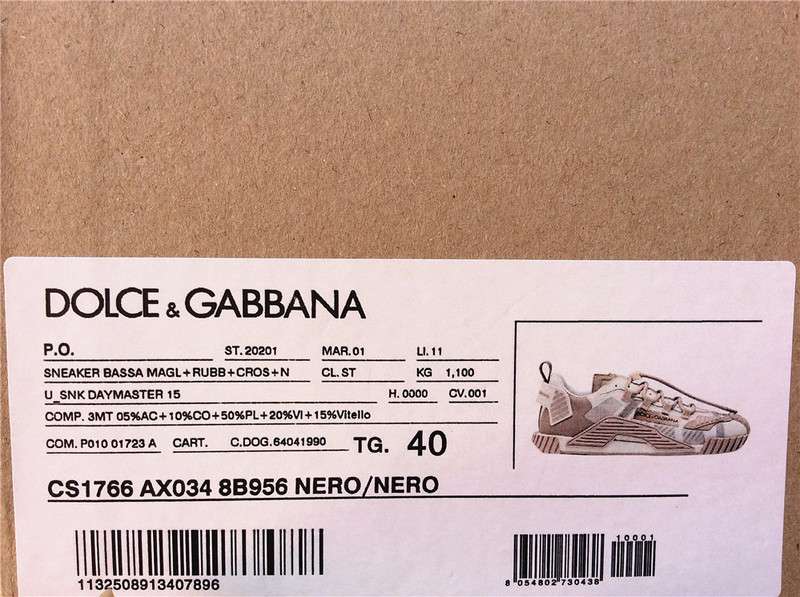 DOLCE & GABBANA
P.O. ST. 20201 MAR. 01 LI. 11
SNEAKER BASSA MAGL+RUBB+CROS+N CL. ST KG 1,100
U_SNK DAYMASTER 15 H. 0000 CV. 001
COMP. 3MT 05%AC+10%CO+50%PL+20%VI+15%Vitello
COM. P010 01723 A CART. C.DOG.64041990 TG. 40
CS1766 AX034 8B956 NERO/NERO
1132508913407896
8 054802 730438
10001